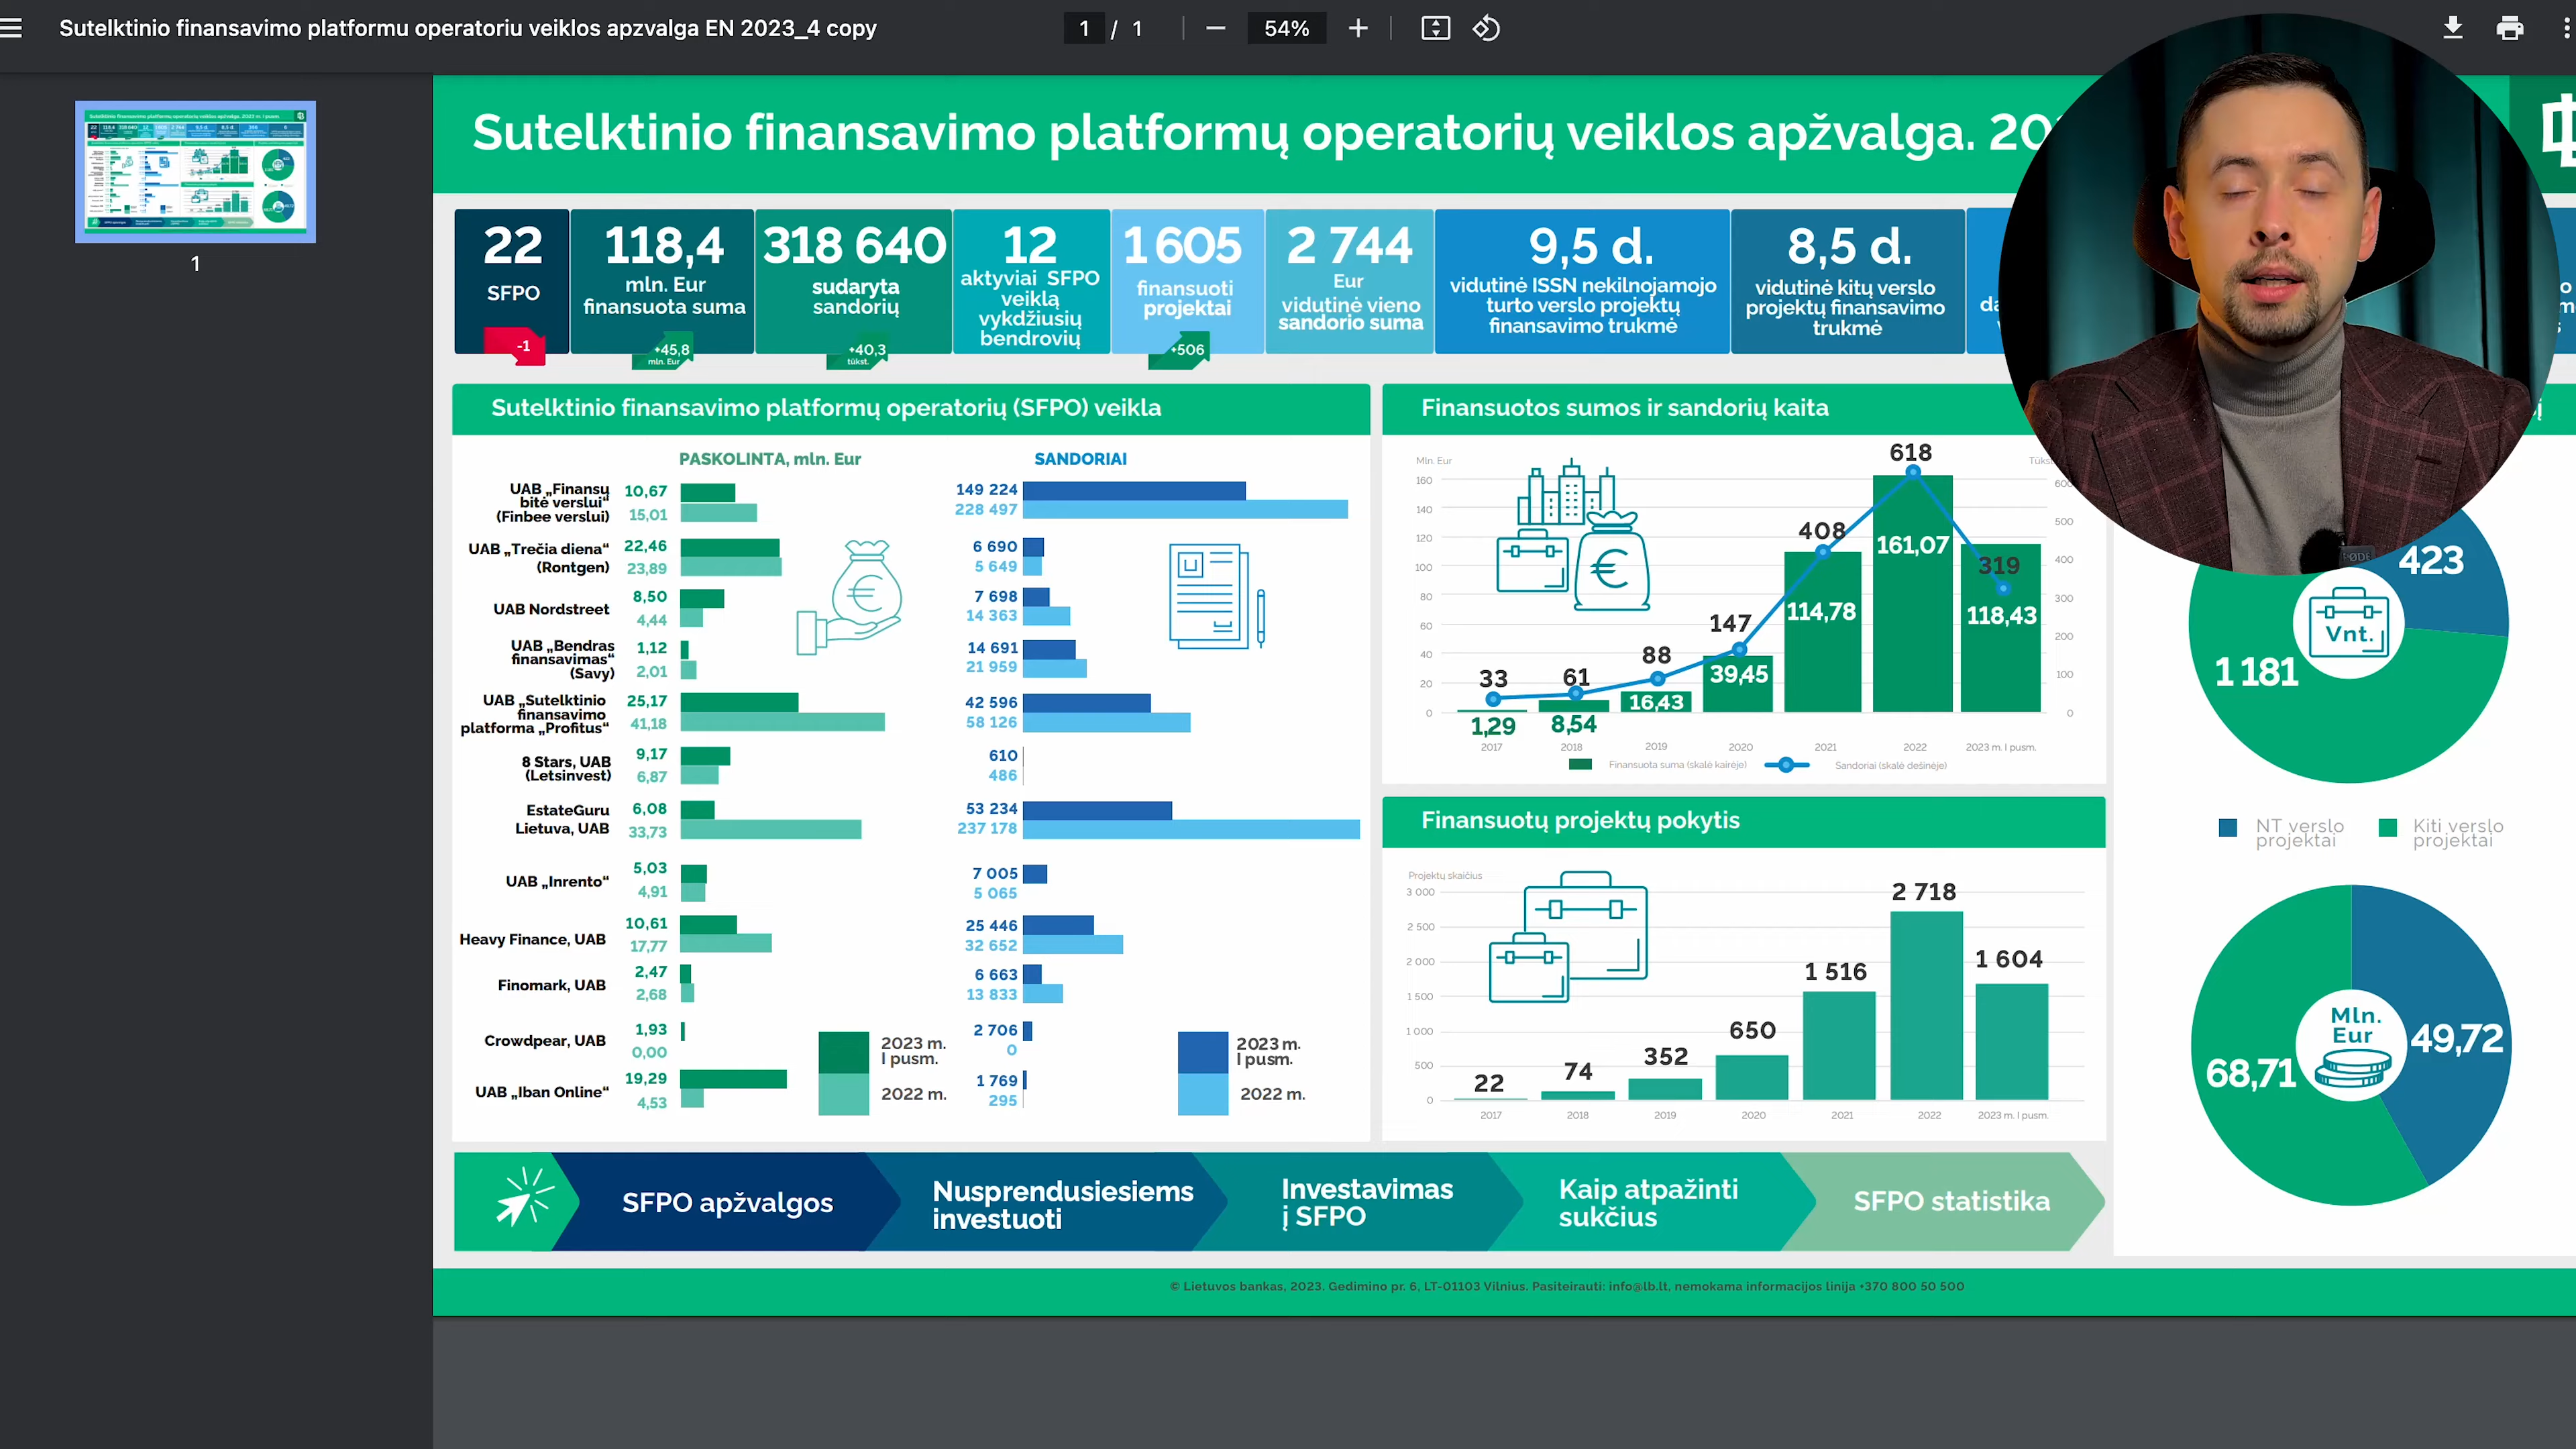 Sutelktinio finansavimo platformu operatoriu veiklos apzvalga EN 2023_4 copy
1 / 1
54%
1
Sutelktinio finansavimo platformų operatorių veiklos apžvalga.
22
SFPO
-1
118,4
mln. Eur
finansuota suma
+45,8
mln. Eur
318 640
sudaryta
sandorių
+40,3
tūkst.
12
aktyviai SFPO
veiklą
vykdžiusių
bendrovių
1 605
finansuoti
projektai
+506
2 744
Eur
vidutinė vieno
sandorio suma
9,5 d.
vidutinė ISSN nekilnojamojo
turto verslo projektų
finansavimo trukmė
8,5 d.
vidutinė kitų verslo
projektų finansavimo
trukmė
Sutelktinio finansavimo platformų operatorių (SFPO) veikla
PASKOLINTA, mln. Eur
SANDORIAI
UAB „Finansų
bitė verslui“
(Finbee verslui)
10,67
15,01
149 224
228 497
UAB „Trečia diena“
(Rontgen)
22,46
23,89
6 690
5 649
UAB Nordstreet
8,50
4,44
7 698
14 363
UAB „Bendras
finansavimas“
(Savy)
1,12
2,01
14 691
21 959
UAB „Sutelktinio
finansavimo
platforma „Profitus“
25,17
41,18
42 596
58 126
8 Stars, UAB
(Letsinvest)
9,17
6,87
610
486
EstateGuru
Lietuva, UAB
6,08
33,73
53 234
237 178
UAB „Inrento“
5,03
4,91
7 005
5 065
Heavy Finance, UAB
10,61
17,77
25 446
32 652
Finomark, UAB
2,47
2,68
6 663
13 833
Crowdpear, UAB
1,93
0,00
2 706
0
UAB „Iban Online“
19,29
4,53
1 769
295
2023 m.
I pusm.
2022 m.
2023 m.
I pusm.
2022 m.
Finansuotos sumos ir sandorių kaita
Mln. Eur
160
140
120
100
80
60
40
20
0
500
400
300
200
100
0
33
61
88
147
408
618
319
1,29
8,54
16,43
39,45
114,78
161,07
118,43
2017
2018
2019
2020
2021
2022
2023 m. I pusm.
Finansuota suma (skalė kairėje)
Sandoriai (skalė dešinėje)
Finansuotų projektų pokytis
Projektų skaičius
3 000
2 500
2 000
1 500
1 000
500
0
22
74
352
650
1 516
2 718
1 604
2017
2018
2019
2020
2021
2022
2023 m. I pusm.
423
Vnt.
1 181
NT verslo
projektai
Kiti verslo
projektai
Mln.
Eur
49,72
68,71
SFPO apžvalgos
Nusprendusiesiems
investuoti
Investavimas
į SFPO
Kaip atpažinti
sukčius
SFPO statistika
© Lietuvos bankas, 2023. Gedimino pr. 6, LT-01103 Vilnius. Pasiteirauti: info@lb.lt, nemokama informacijos linija +370 800 50 500